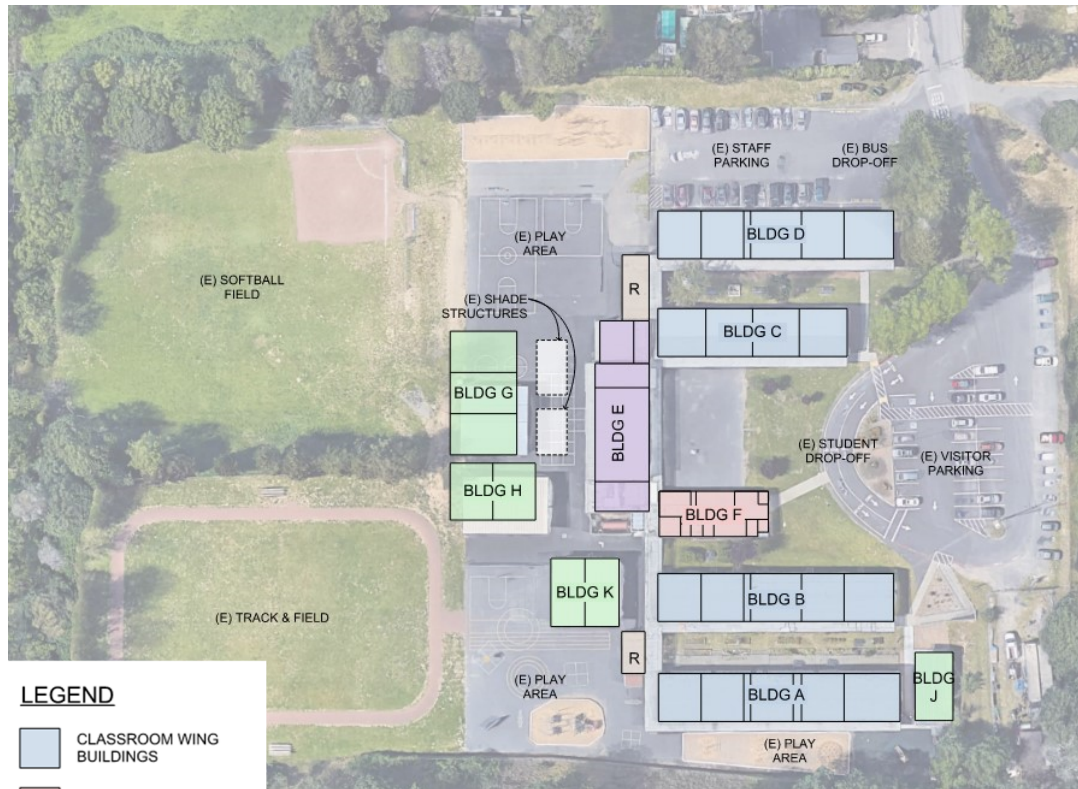 (E) STAFF
PARKING
(E) BUS
DROP-OFF
BLDG D
(E) PLAY
AREA
(E) SOFTBALL
FIELD
R
(E) SHADE
STRUCTURES
BLDG C
BLDG G
BLDG E
(E) STUDENT
DROP-OFF
(E) VISITOR
PARKING
BLDG H
BLDG F
BLDG K
BLDG B
(E) TRACK & FIELD
R
(E) PLAY
AREA
BLDG A
BLDG
J
(E) PLAY
AREA
LEGEND
CLASSROOM WING
BUILDINGS